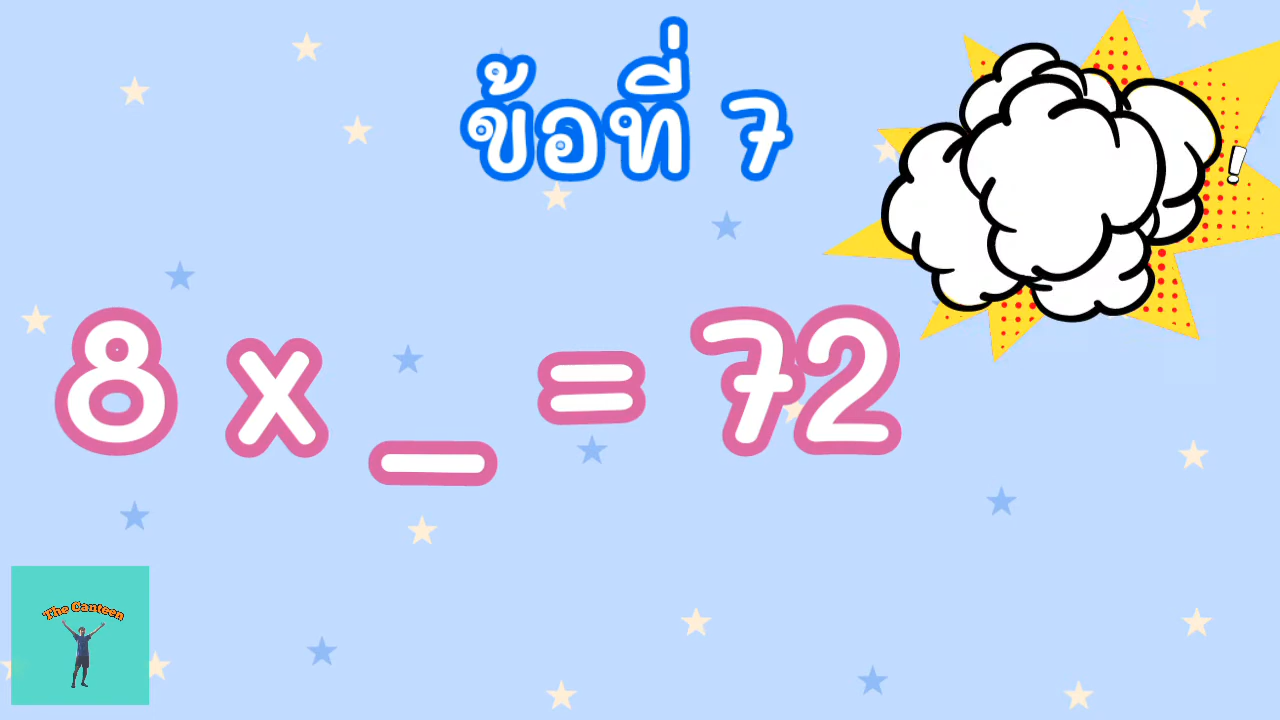 ข้อที่ 7
!
8 x _ = 72
The Canteen